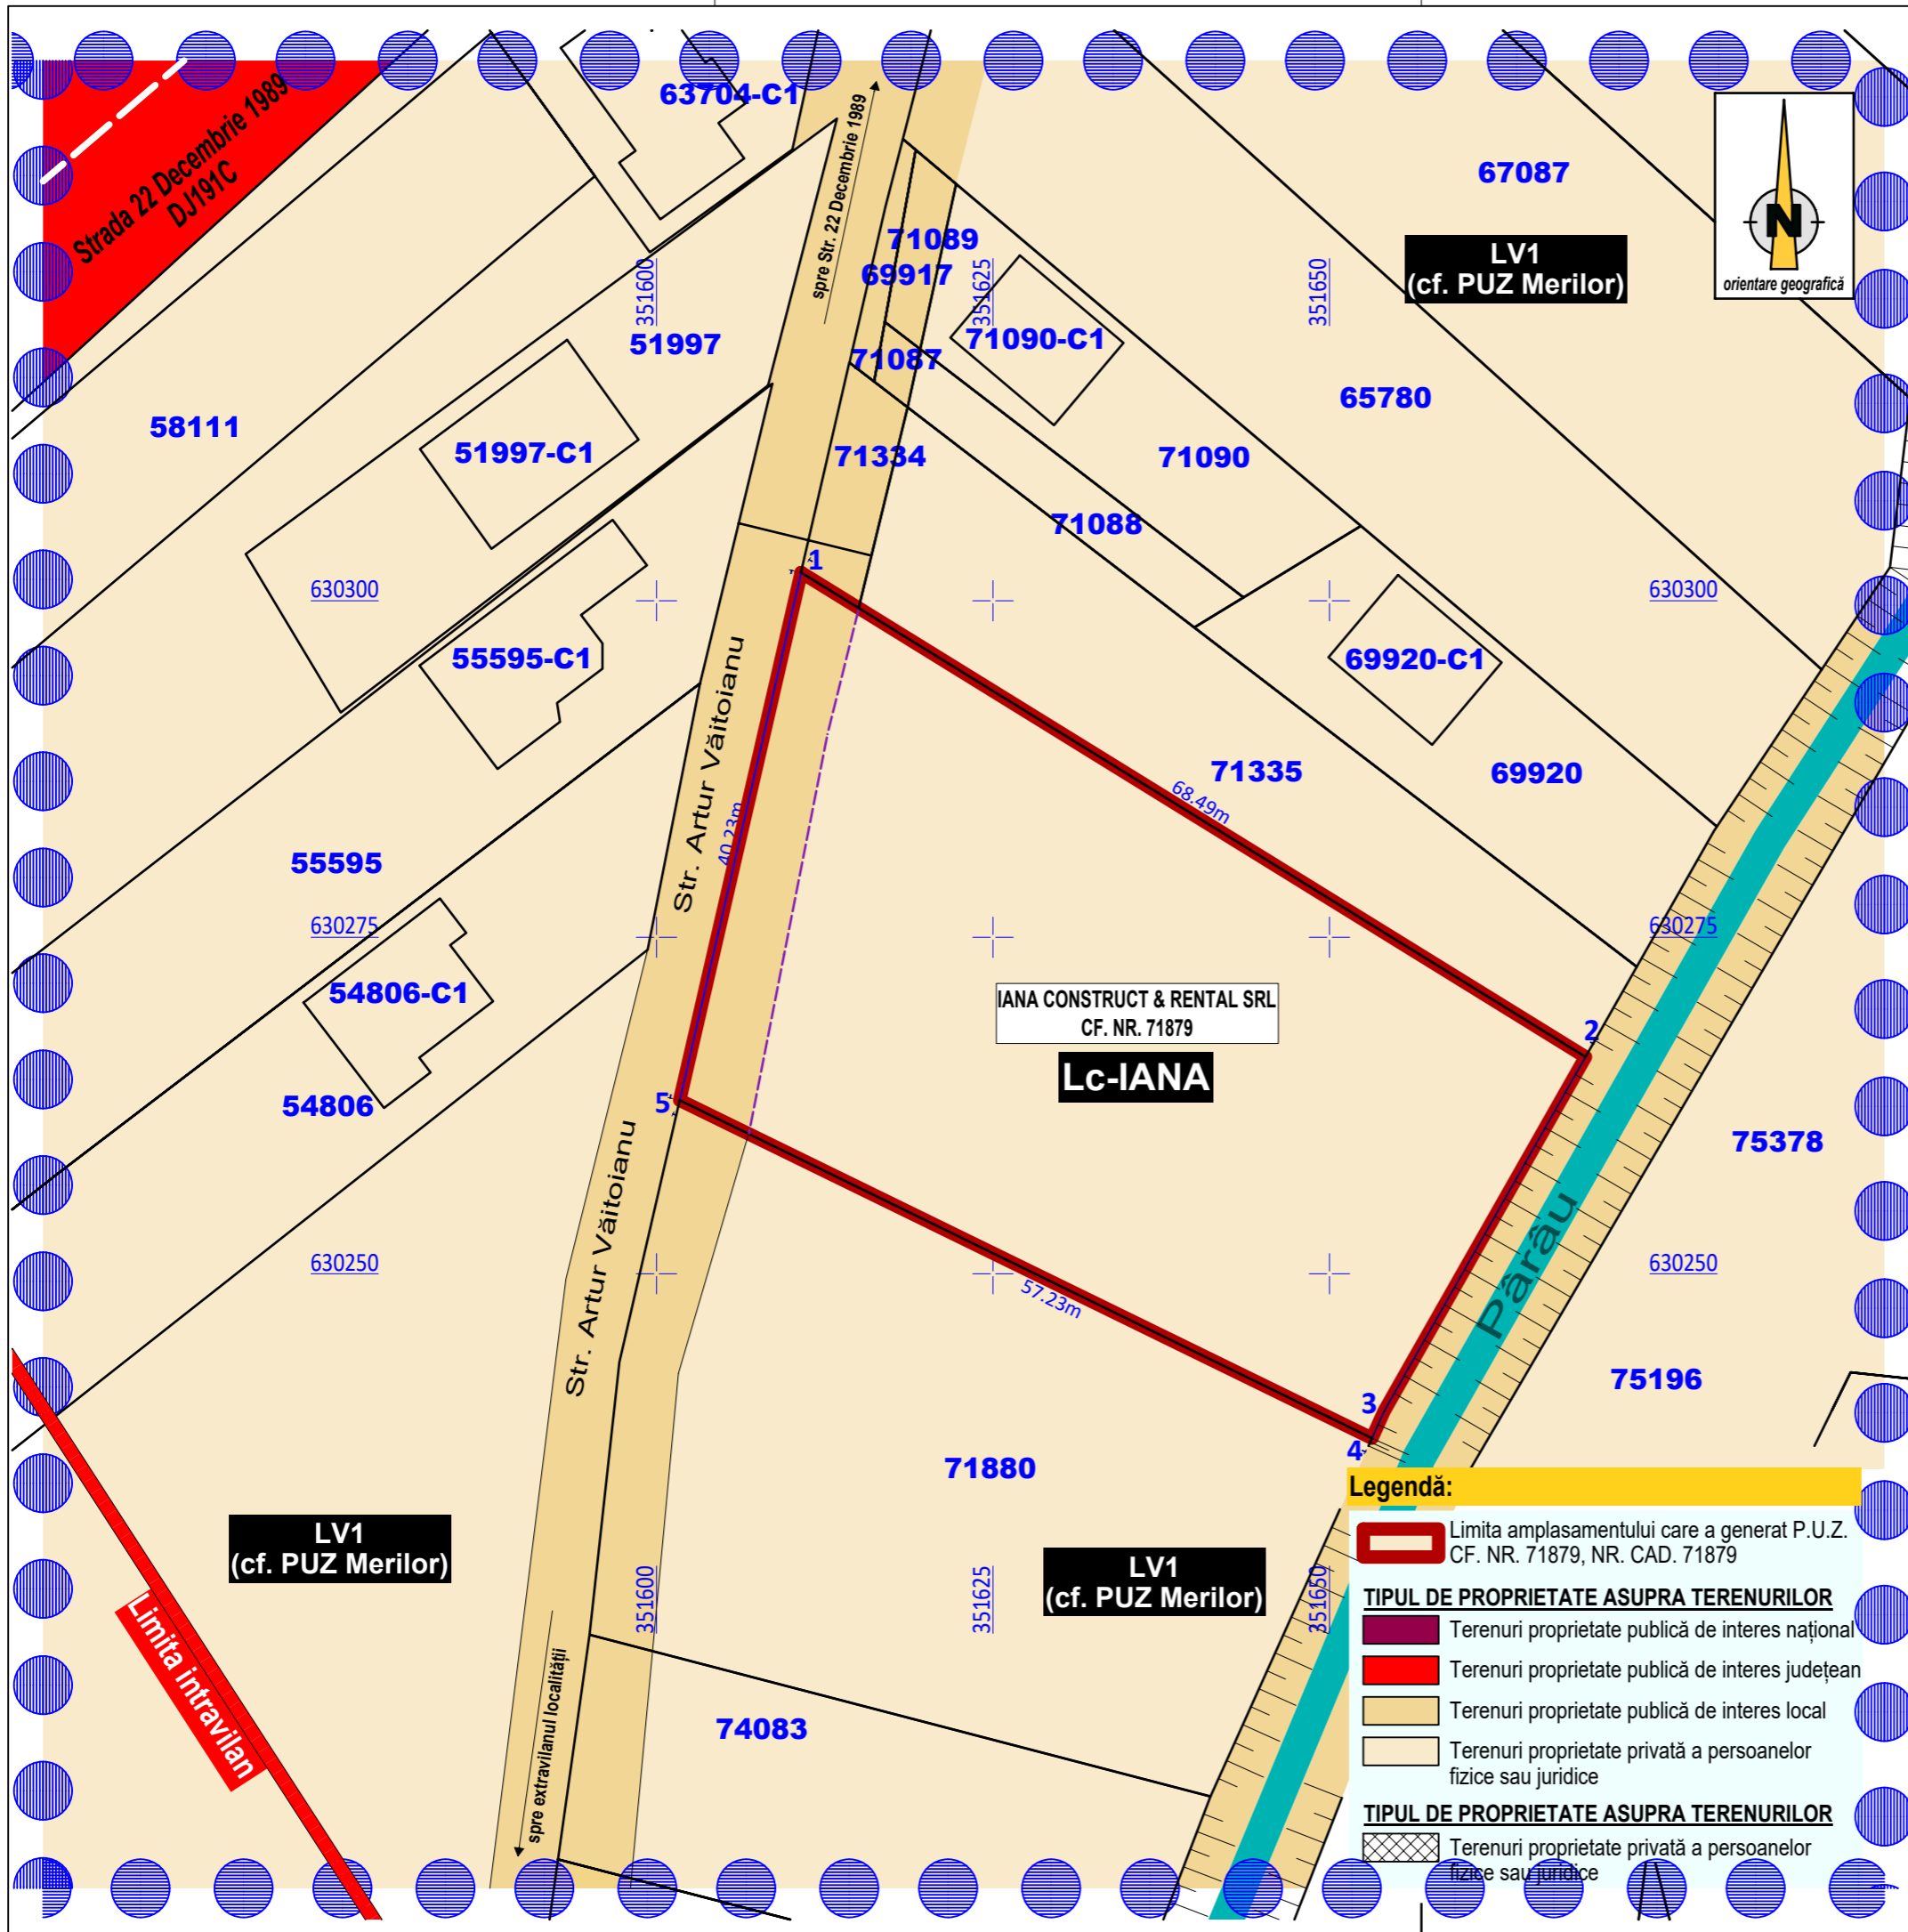 63704-C1
Strada 22 Decembrie 1989
DJ191C
spre Str. 22 Decembrie 1989
67087
LV1
(cf. PUZ Merilor)
N
orientare geografică
71089
69917
351600
351625
351650
51997
71090-C1
71087
65780
58111
51997-C1
71334
71090
71088
1
630300
630300
55595-C1
69920-C1
Str. Artur Văitoianu
71335
69920
68.49m
40.23m
55595
630275
630275
54806-C1
IANA CONSTRUCT & RENTAL SRL
CF. NR. 71879
2
Lc-IANA
5
54806
75378
Str. Artur Văitoianu
Pârâu
630250
630250
57.23m
75196
3
4
71880
LV1
(cf. PUZ Merilor)
LV1
(cf. PUZ Merilor)
351600
351625
351650
Limita intravilan
spre extravilanul localității
74083
Legendă:
Limita amplasamentului care a generat P.U.Z.
CF. NR. 71879, NR. CAD. 71879
TIPUL DE PROPRIETATE ASUPRA TERENURILOR
Terenuri proprietate publică de interes național
Terenuri proprietate publică de interes județean
Terenuri proprietate publică de interes local
Terenuri proprietate privată a persoanelor
fizice sau juridice
TIPUL DE PROPRIETATE ASUPRA TERENURILOR
Terenuri proprietate privată a persoanelor
fizice sau juridice